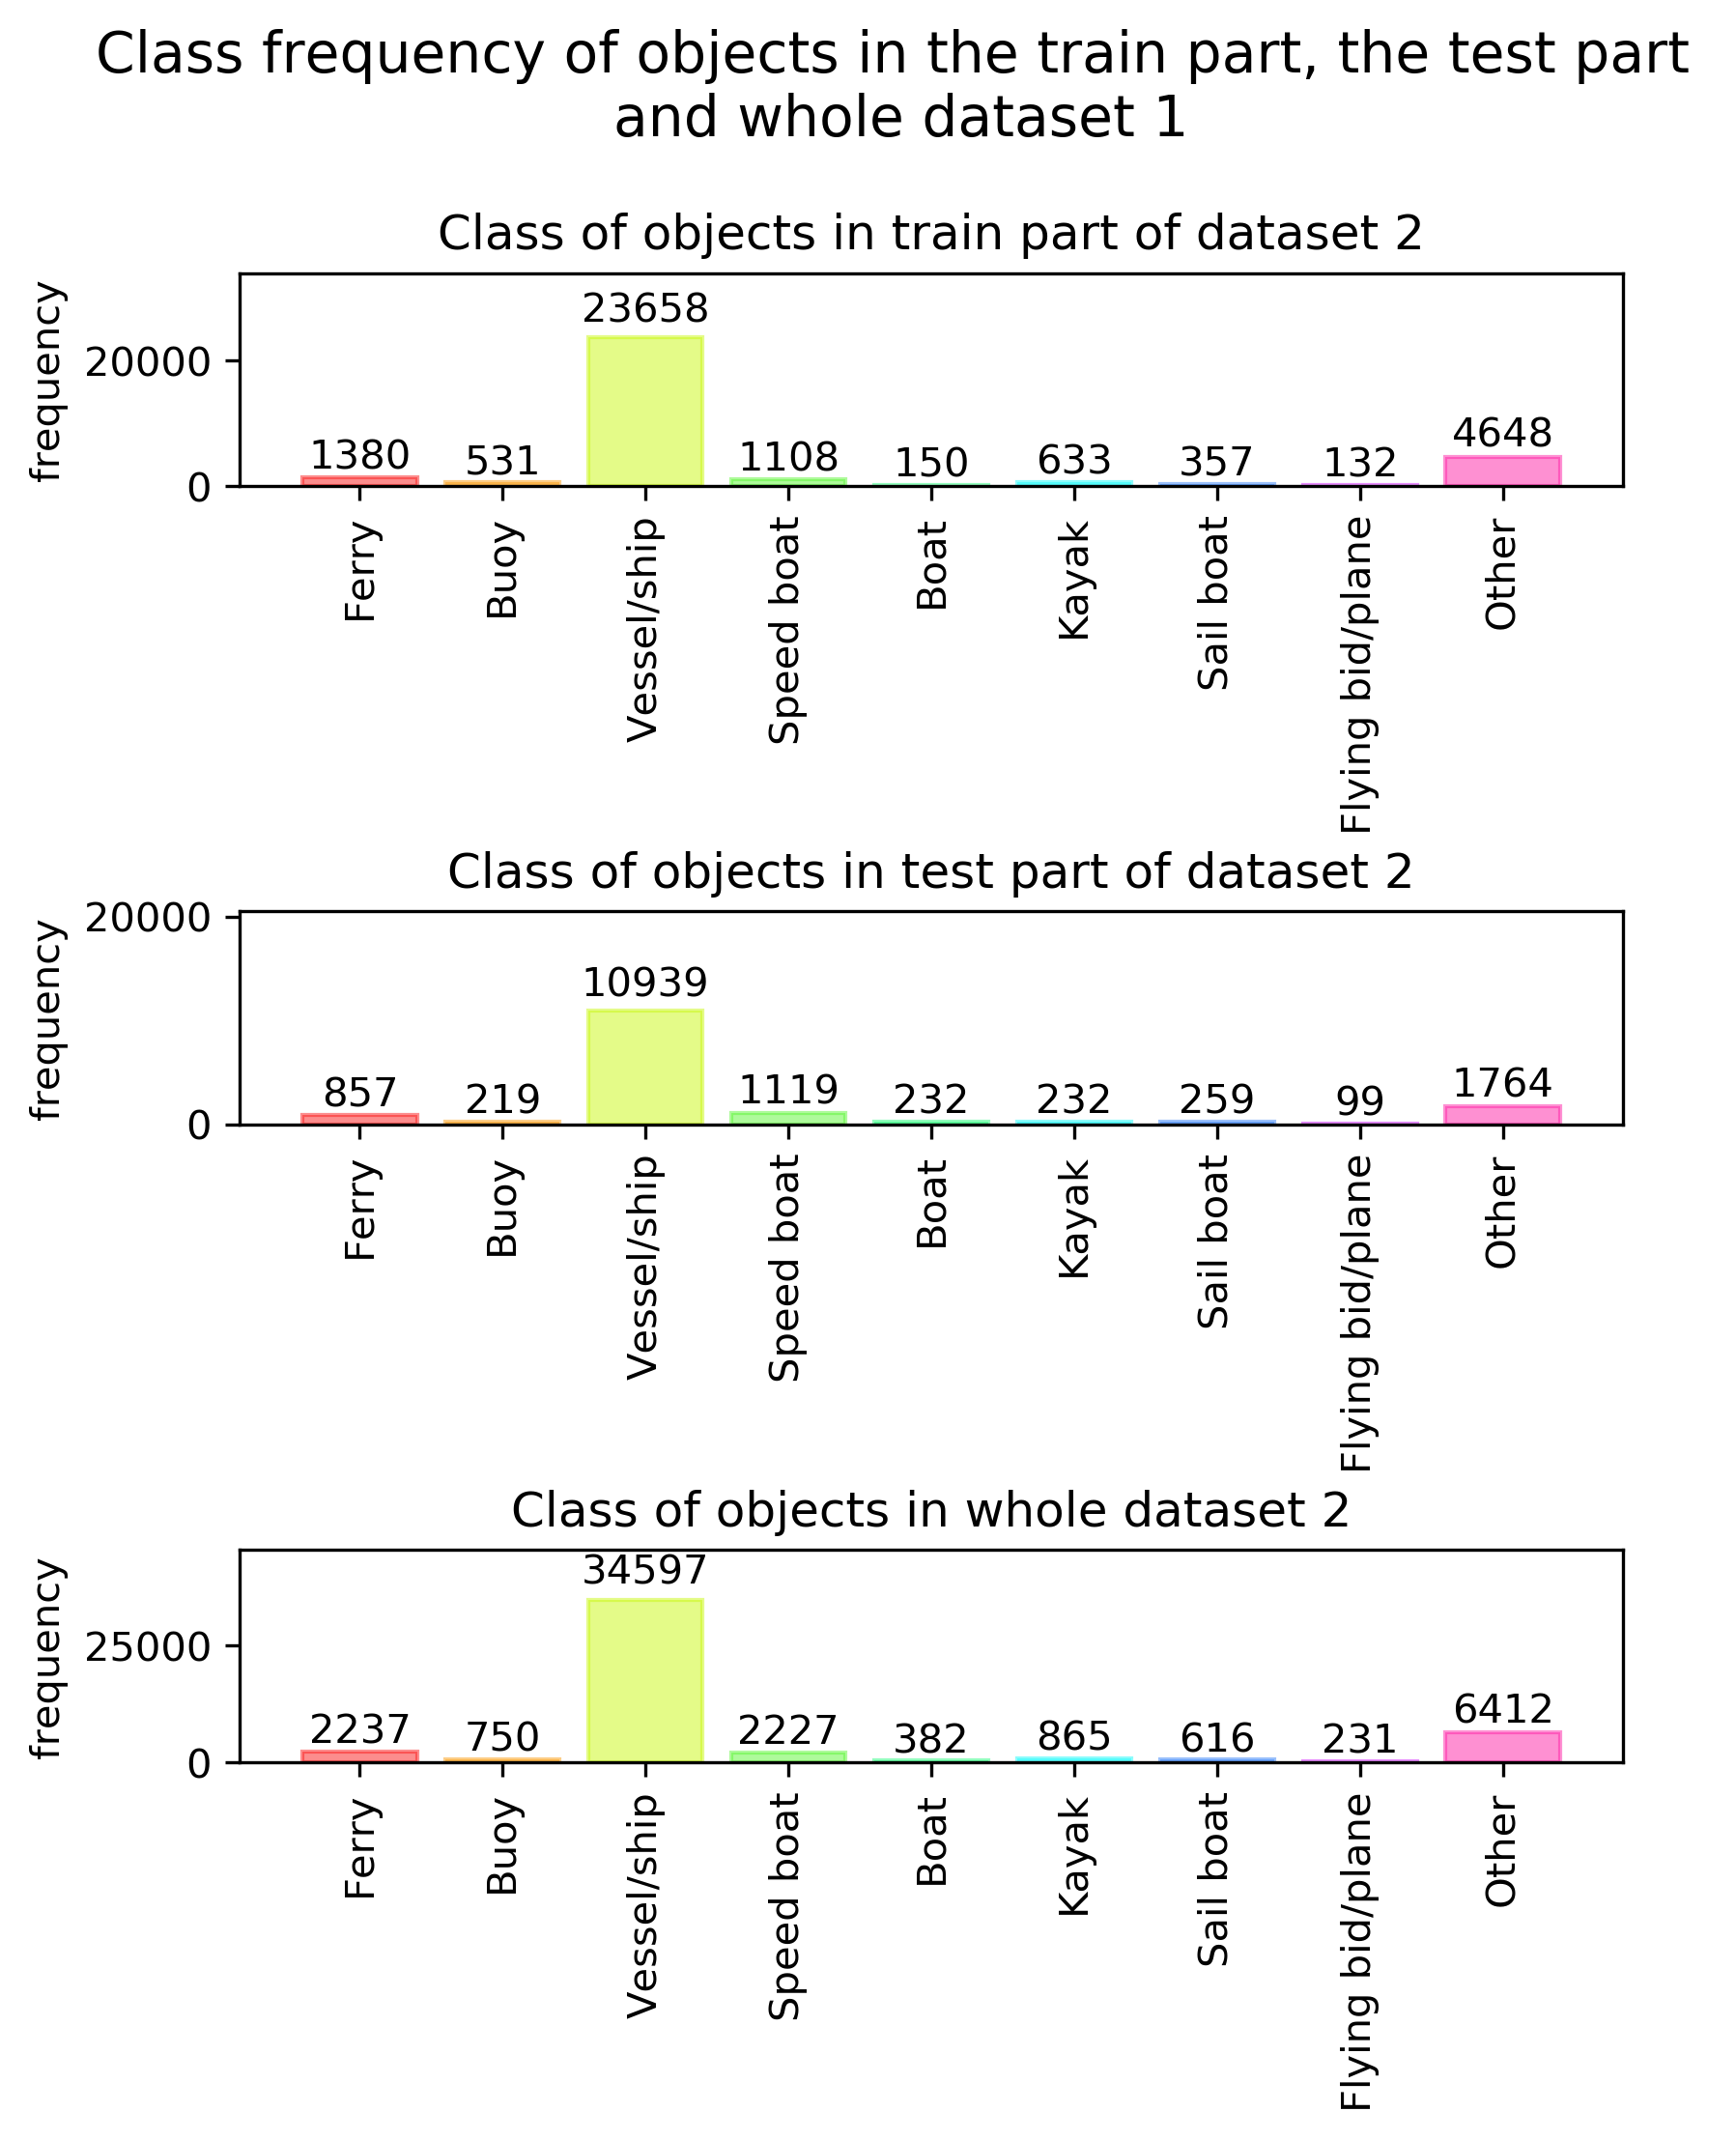 Class frequency of objects in the train part, the test part
and whole dataset 1
Class of objects in train part of dataset 2
frequency
20000
0
1380
531
23658
1108
150
633
357
132
4648
Ferry
Buoy
Vessel/ship
Speed boat
Boat
Kayak
Sail boat
Flying bid/plane
Other
Class of objects in test part of dataset 2
frequency
20000
0
857
219
10939
1119
232
232
259
99
1764
Ferry
Buoy
Vessel/ship
Speed boat
Boat
Kayak
Sail boat
Flying bid/plane
Other
Class of objects in whole dataset 2
frequency
25000
0
2237
750
34597
2227
382
865
616
231
6412
Ferry
Buoy
Vessel/ship
Speed boat
Boat
Kayak
Sail boat
Flying bid/plane
Other